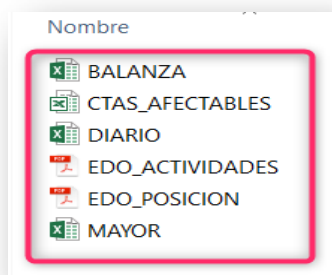 Nombre
BALANZA
CTAS_AFECTABLES
DIARIO
EDO_ACTIVIDADES
EDO_POSICION
MAYOR